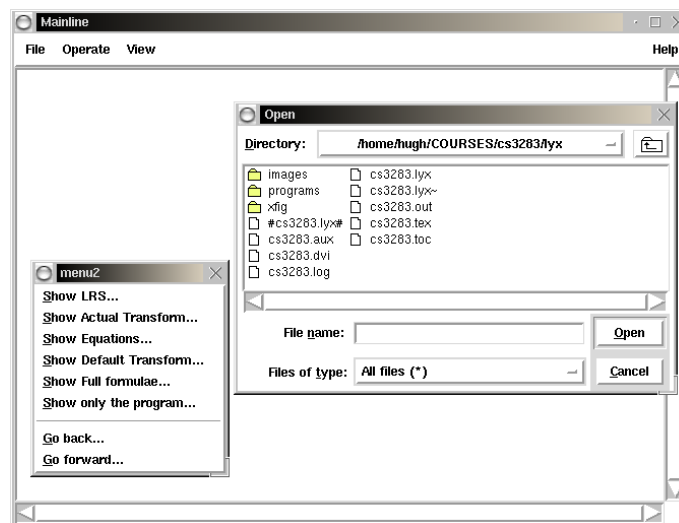 Mainline
File Operate View Help
Open
Directory: /home/hugh/COURSES/cs3283/lyx
images
programs
xfig
#cs3283.lyx#
cs3283.aux
cs3283.dvi
cs3283.log
cs3283.lyx
cs3283.lyx~
cs3283.out
cs3283.tex
cs3283.toc
File name: Open
Files of type: All files (*) Cancel
menu2
Show LRS...
Show Actual Transform...
Show Equations...
Show Default Transform...
Show Full formulae...
Show only the program...
Go back...
Go forward...